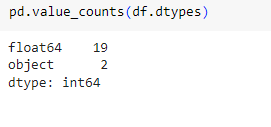 pd.value_counts(df.dtypes)
float64    19
object      2
dtype: int64